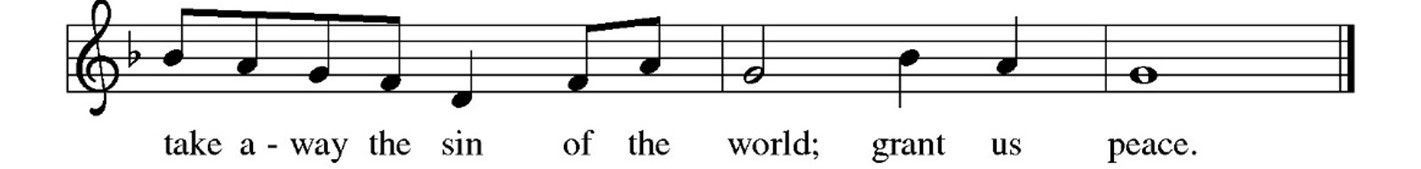 take a - way the sin of the world; grant us peace.